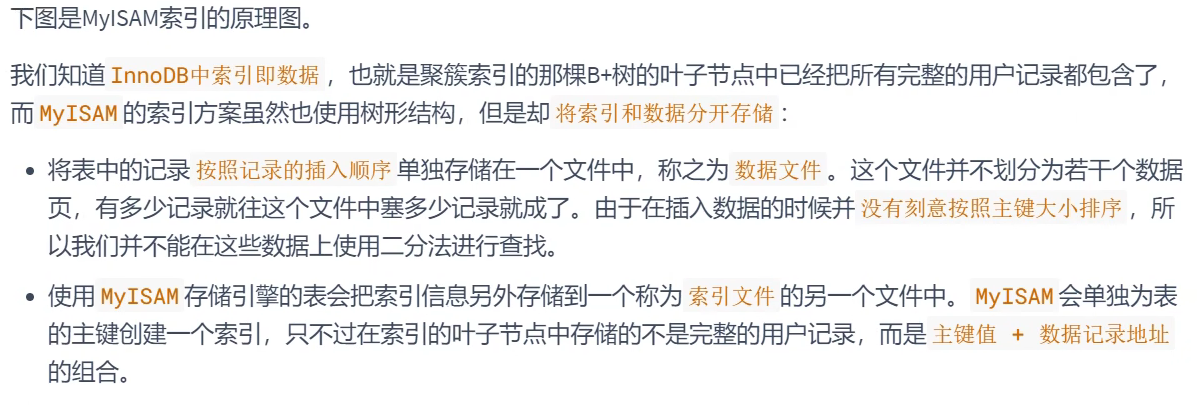 下图是MyISAM索引的原理图。
我们知道 InnoDB中索引即数据 ，也就是聚簇索引的那棵B+树的叶子节点中已经把所有完整的用户记录都包含了，
而 MyISAM 的索引方案虽然也使用树形结构，但是却 将索引和数据分开存储 ：
• 将表中的记录 按照记录的插入顺序 单独存储在一个文件中，称之为 数据文件 。这个文件并不划分为若干个数据
页，有多少记录就往这个文件中塞多少记录就成了。由于在插入数据的时候并 没有刻意按照主键大小排序 ，所
以我们并不能在这些数据上使用二分法进行查找。
• 使用 MyISAM 存储引擎的表会把索引信息另外存储到一个称为 索引文件 的另一个文件中。 MyISAM 会单独为表
的主键创建一个索引，只不过在索引的叶子节点中存储的不是完整的用户记录，而是 主键值 + 数据记录地址
的组合。